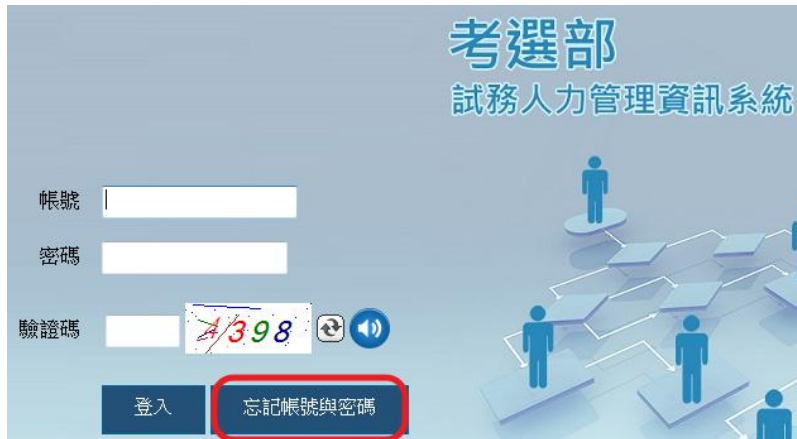 考選部
試務人力管理資訊系統
帳號
密碼
驗證碼 4398
登入 忘記帳號與密碼